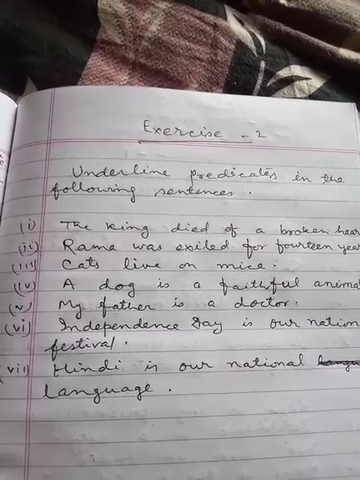 Exercise - 2
Underline predicates in the
following sentences.
(i) The king died of a broken hear
(ii) Rama was exiled for fourteen year
(iii) Cats live on mice.
(iv) A dog is a faithful animal
(v) My father is a doctor.
(vi) Independence Day is our nation
festival.
(vii) Hindi is our national
language.